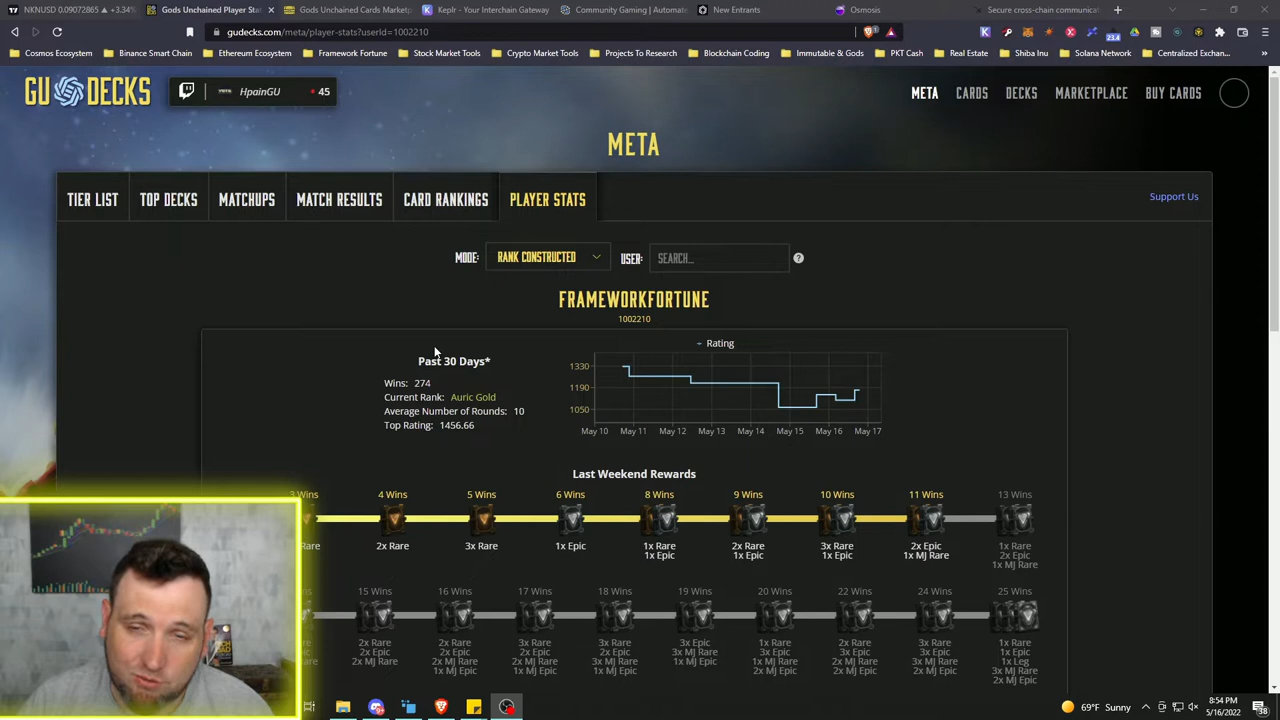 NKNUSD 0.09072865 ▲ +3.34%
Gods Unchained Player Stat
Gods Unchained Cards Marketp
Keplr - Your Interchain Gateway
Community Gaming | Automate
New Entrants
Osmosis
Secure cross-chain communicat
gudecks.com/meta/player-stats?userId=1002210
Cosmos Ecosystem
Binance Smart Chain
Ethereum Ecosystem
Framework Fortune
Stock Market Tools
Crypto Market Tools
Projects To Research
Blockchain Coding
Immutable & Gods
PKT Cash
Real Estate
Shiba Inu
Solana Network
Centralized Exchan...
GU DECKS
HpainGU
45
META
CARDS
DECKS
MARKETPLACE
BUY CARDS
META
TIER LIST
TOP DECKS
MATCHUPS
MATCH RESULTS
CARD RANKINGS
PLAYER STATS
Support Us
MODE:
RANK CONSTRUCTED
USER:
SEARCH...
?
FRAMEWORKFORTUNE
1002210
Past 30 Days*
Wins: 274
Current Rank: Auric Gold
Average Number of Rounds: 10
Top Rating: 1456.66
Rating
1330
1190
1050
May 10
May 11
May 12
May 13
May 14
May 15
May 16
May 17
Last Weekend Rewards
3 Wins
4 Wins
5 Wins
6 Wins
8 Wins
9 Wins
10 Wins
11 Wins
13 Wins
Rare
2x Rare
3x Rare
1x Epic
1x Rare
1x Epic
2x Rare
1x Epic
3x Rare
1x Epic
2x Epic
1x MJ Rare
1x Rare
2x Epic
1x MJ Rare
15 Wins
16 Wins
17 Wins
18 Wins
19 Wins
20 Wins
22 Wins
24 Wins
25 Wins
2x Rare
2x Epic
2x MJ Rare
2x Rare
2x Epic
2x MJ Rare
1x MJ Epic
3x Rare
2x Epic
2x MJ Rare
1x MJ Epic
3x Rare
2x Epic
3x MJ Rare
1x MJ Epic
3x Epic
3x MJ Rare
1x MJ Epic
1x Rare
3x Epic
3x MJ Rare
1x MJ Epic
2x Rare
3x Epic
2x MJ Rare
2x MJ Epic
3x Rare
3x Epic
2x MJ Rare
2x MJ Epic
1x Rare
1x Epic
1x Leg
3x MJ Rare
2x MJ Epic
69°F Sunny
8:54 PM
5/16/2022
38